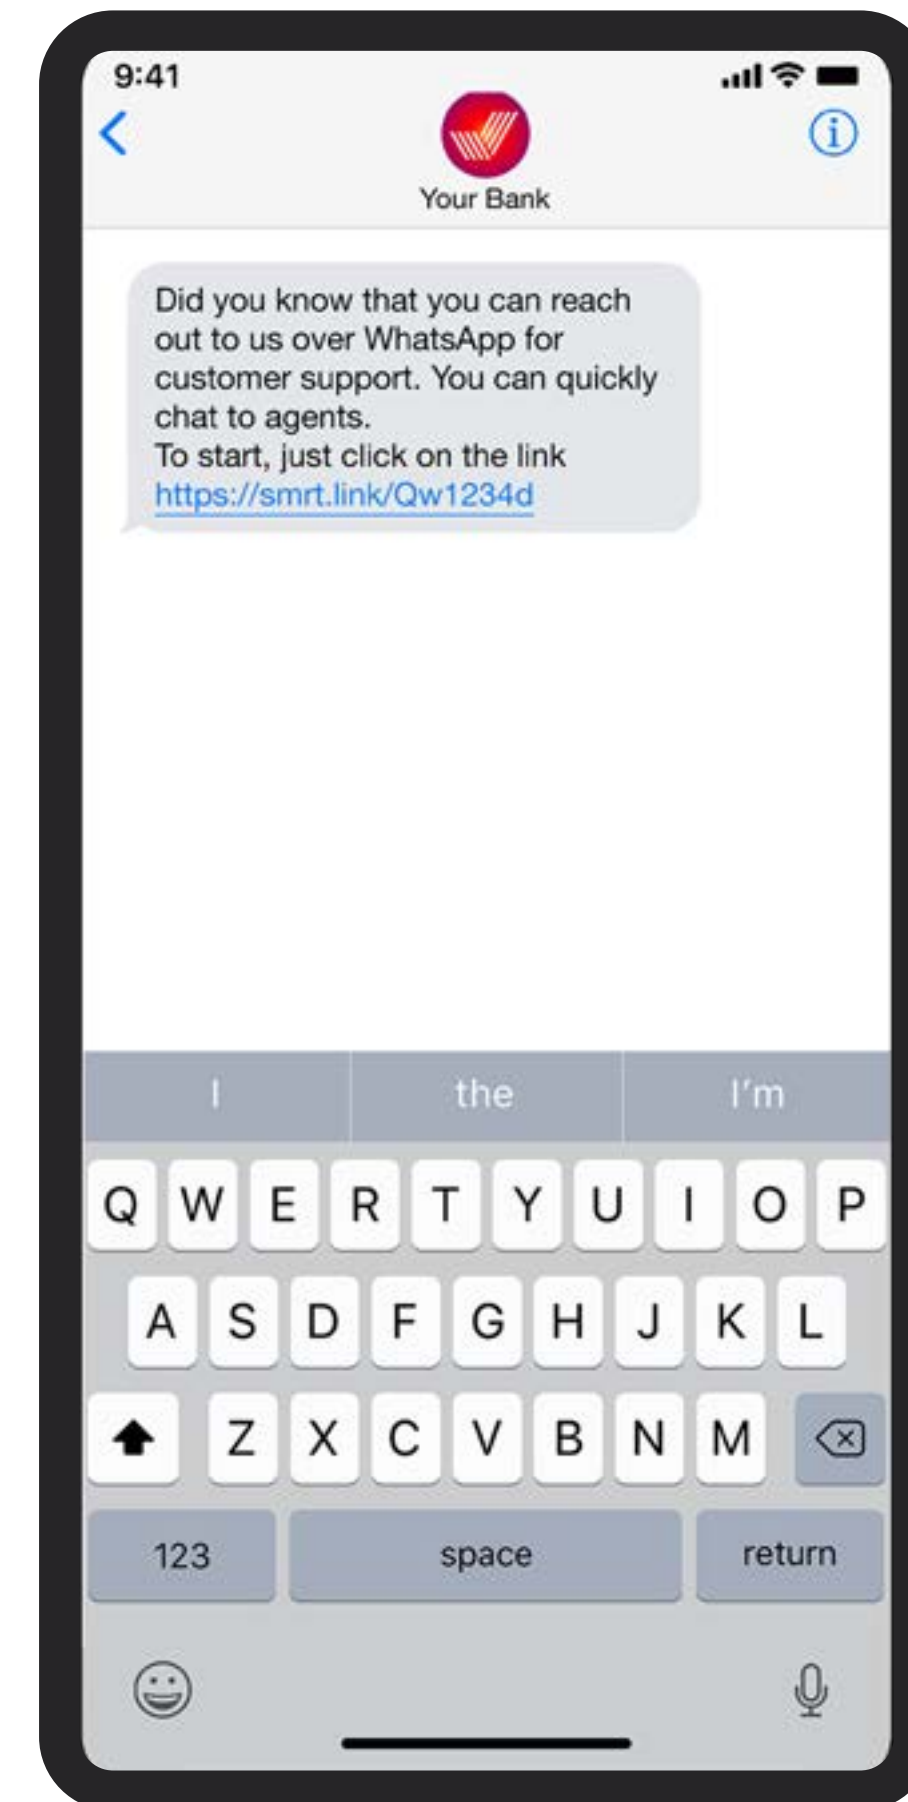 9:41
Your Bank
Did you know that you can reach
out to us over WhatsApp for
customer support. You can quickly
chat to agents.
To start, just click on the link
https://smrt.link/Qw1234d
I the I'm
Q W E R T Y U I O P
A S D F G H J K L
Z X C V B N M
123 space return